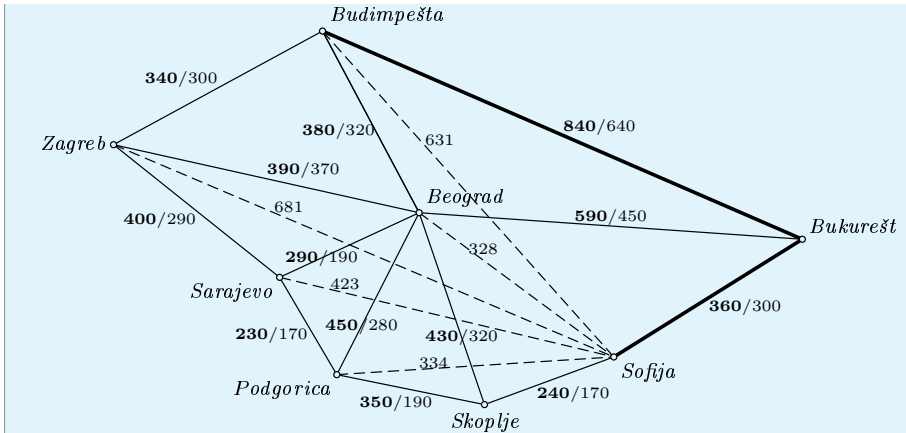 Budimpešta
340/300
840/640
380/320
631
Zagreb
390/370
Beograd
681
400/290
590/450
Bukurešt
328
290/190
423
Sarajevo
360/300
230/170
450/280
430/320
334
Sofija
Podgorica
240/170
350/190
Skoplje